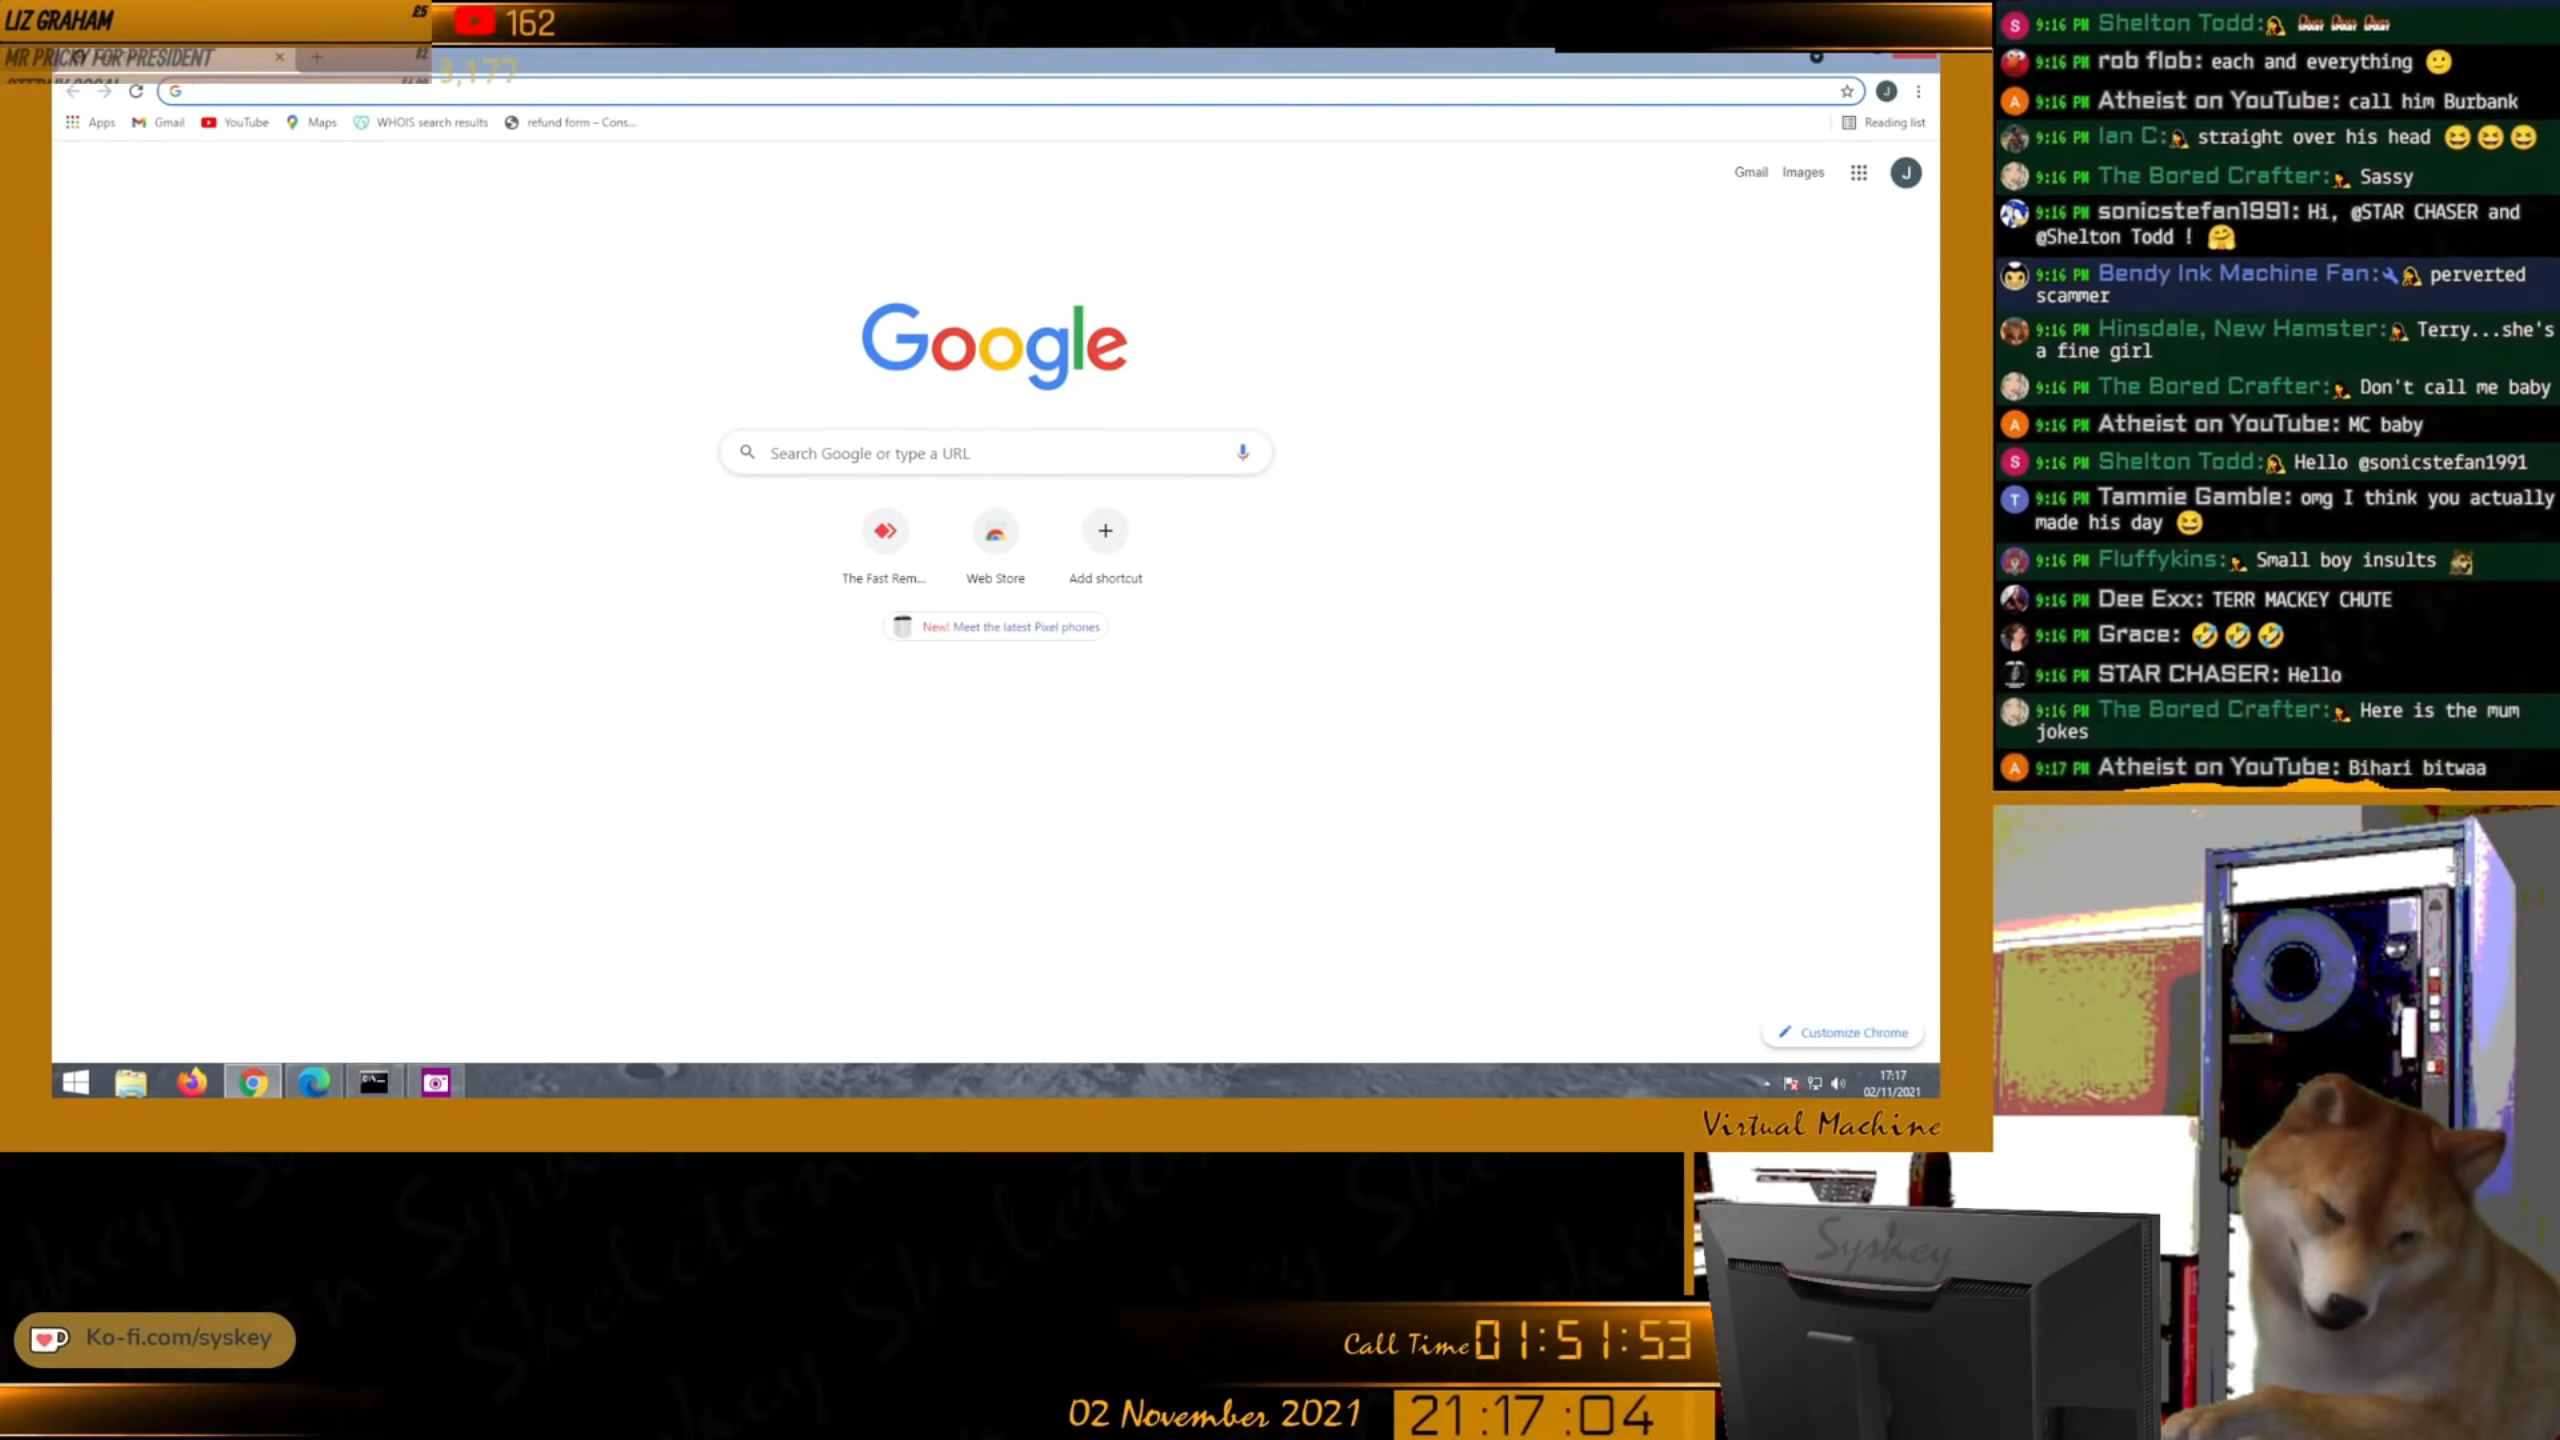 LIZ GRAHAM £5
MR PRICKY FOR PRESIDENT £2
162
3,177
Apps Gmail YouTube Maps WHOIS search results refund form – Cons... Reading list
Gmail Images J
Google
Search Google or type a URL
The Fast Rem... Web Store Add shortcut
New! Meet the latest Pixel phones
Customize Chrome
17:17
02/11/2021
Virtual Machine
9:16 PM Shelton Todd:
9:16 PM rob flob: each and everything 🙂
9:16 PM Atheist on YouTube: call him Burbank
9:16 PM Ian C: straight over his head 😆😆😆
9:16 PM The Bored Crafter: Sassy
9:16 PM sonicstefan1991: Hi, @STAR CHASER and
@Shelton Todd ! 🤗
9:16 PM Bendy Ink Machine Fan: perverted
scammer
9:16 PM Hinsdale, New Hamster: Terry...she's
a fine girl
9:16 PM The Bored Crafter: Don't call me baby
9:16 PM Atheist on YouTube: MC baby
9:16 PM Shelton Todd: Hello @sonicstefan1991
9:16 PM Tammie Gamble: omg I think you actually
made his day 😆
9:16 PM Fluffykins: Small boy insults
9:16 PM Dee Exx: TERR MACKEY CHUTE
9:16 PM Grace: 🤣🤣🤣
9:16 PM STAR CHASER: Hello
9:16 PM The Bored Crafter: Here is the mum
jokes
9:17 PM Atheist on YouTube: Bihari bitwaa
Syskey
Ko-fi.com/syskey
Call Time 01:51:53
02 November 2021 21:17:04